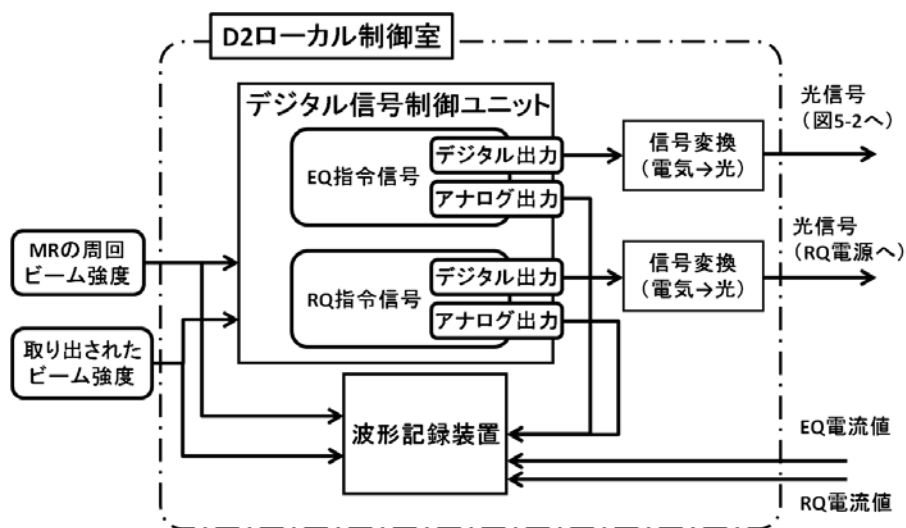 D2ローカル制御室
デジタル信号制御ユニット
EQ指令信号
デジタル出力
アナログ出力
信号変換
(電気→光)
光信号
(図5-2へ)
MRの周回
ビーム強度
RQ指令信号
デジタル出力
アナログ出力
信号変換
(電気→光)
光信号
(RQ電源へ)
取り出された
ビーム強度
波形記録装置
EQ電流値
RQ電流値